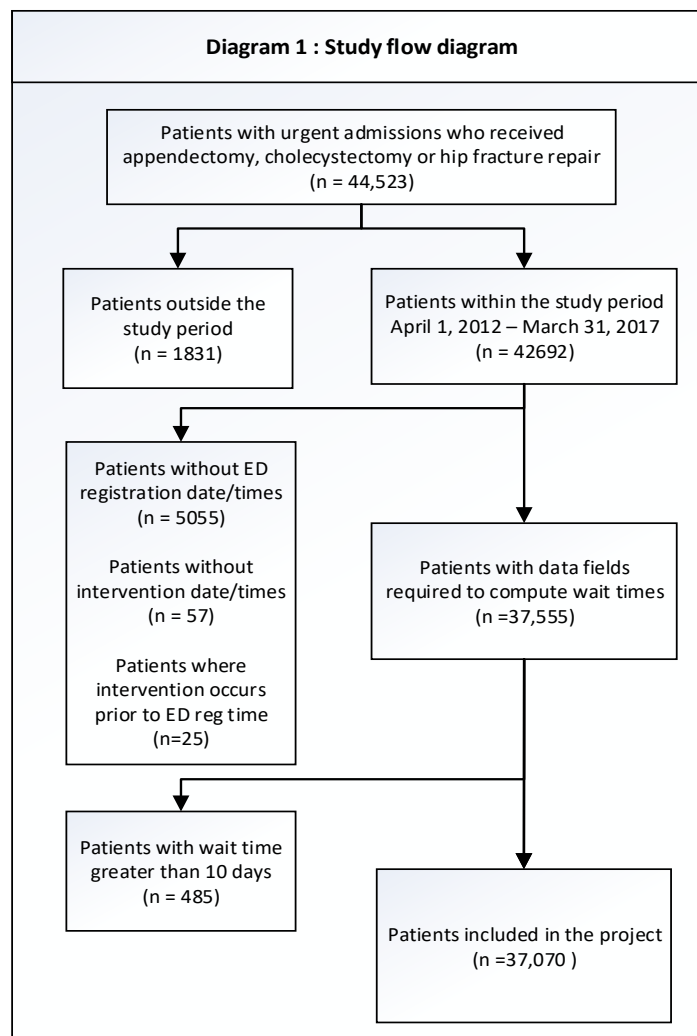 Diagram 1 : Study flow diagram
Patients with urgent admissions who received
appendectomy, cholecystectomy or hip fracture repair
(n = 44,523)
Patients outside the
study period
(n = 1831)
Patients within the study period
April 1, 2012 – March 31, 2017
(n = 42692)
Patients without ED
registration date/times
(n = 5055)
Patients without
intervention date/times
(n = 57)
Patients where
intervention occurs
prior to ED reg time
(n=25)
Patients with data fields
required to compute wait times
(n =37,555)
Patients with wait time
greater than 10 days
(n = 485)
Patients included in the project
(n =37,070 )